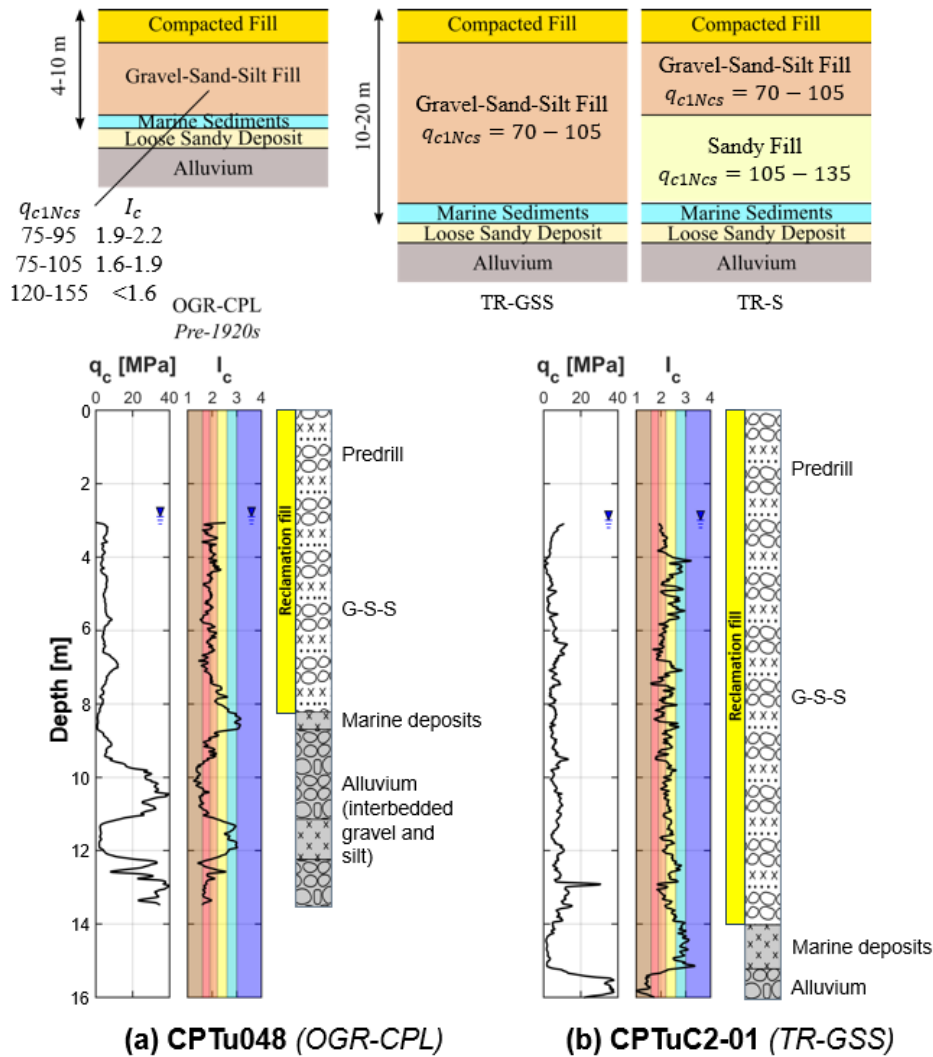 Compacted Fill
4-10 m
Gravel-Sand-Silt Fill
Marine Sediments
Loose Sandy Deposit
Alluvium
q_c1Ncs I_c
75-95 1.9-2.2
75-105 1.6-1.9
120-155 <1.6
OGR-CPL
Pre-1920s
10-20 m
Compacted Fill
Gravel-Sand-Silt Fill
q_c1Ncs = 70 − 105
Marine Sediments
Loose Sandy Deposit
Alluvium
TR-GSS
Compacted Fill
Gravel-Sand-Silt Fill
q_c1Ncs = 70 − 105
Sandy Fill
q_c1Ncs = 105 − 135
Marine Sediments
Loose Sandy Deposit
Alluvium
TR-S
q_c [MPa] I_c
0 20 40 1 2 3 4
0
2
4
6
8
10
12
14
16
Depth [m]
Reclamation fill
Predrill
G-S-S
Marine deposits
Alluvium
(interbedded
gravel and
silt)
(a) CPTu048 (OGR-CPL)
q_c [MPa] I_c
0 20 40 1 2 3 4
Reclamation fill
Predrill
G-S-S
Marine deposits
Alluvium
(b) CPTuC2-01 (TR-GSS)